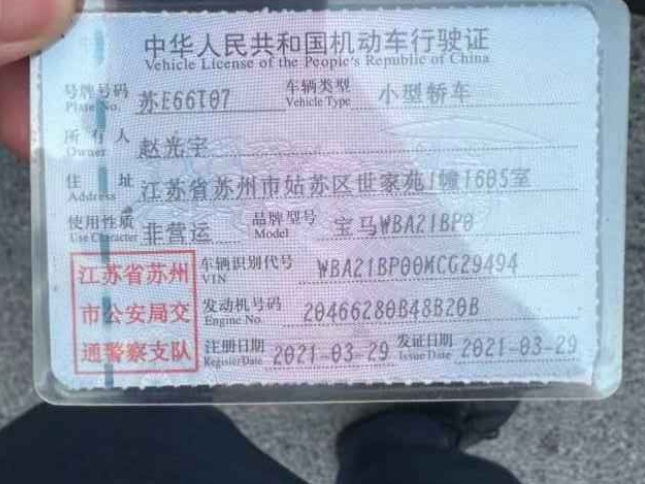 中华人民共和国机动车行驶证
Vehicle License of the People's Republic of China
号牌号码 苏E66T07 车辆类型 小型轿车
Plate No. Vehicle Type
所有人 赵光宇
Owner
住址 江苏省苏州市姑苏区世家苑1幢1605室
Address
使用性质 非营运 品牌型号 宝马WBA21BP0
Use Character Model
江苏省苏州 车辆识别代号 WBA21BP00MCG29494
VIN
市公安局交 发动机号码 20466280B48B20B
Engine No.
通警察支队 注册日期 2021-03-29 发证日期 2021-03-29
Register Date Issue Date